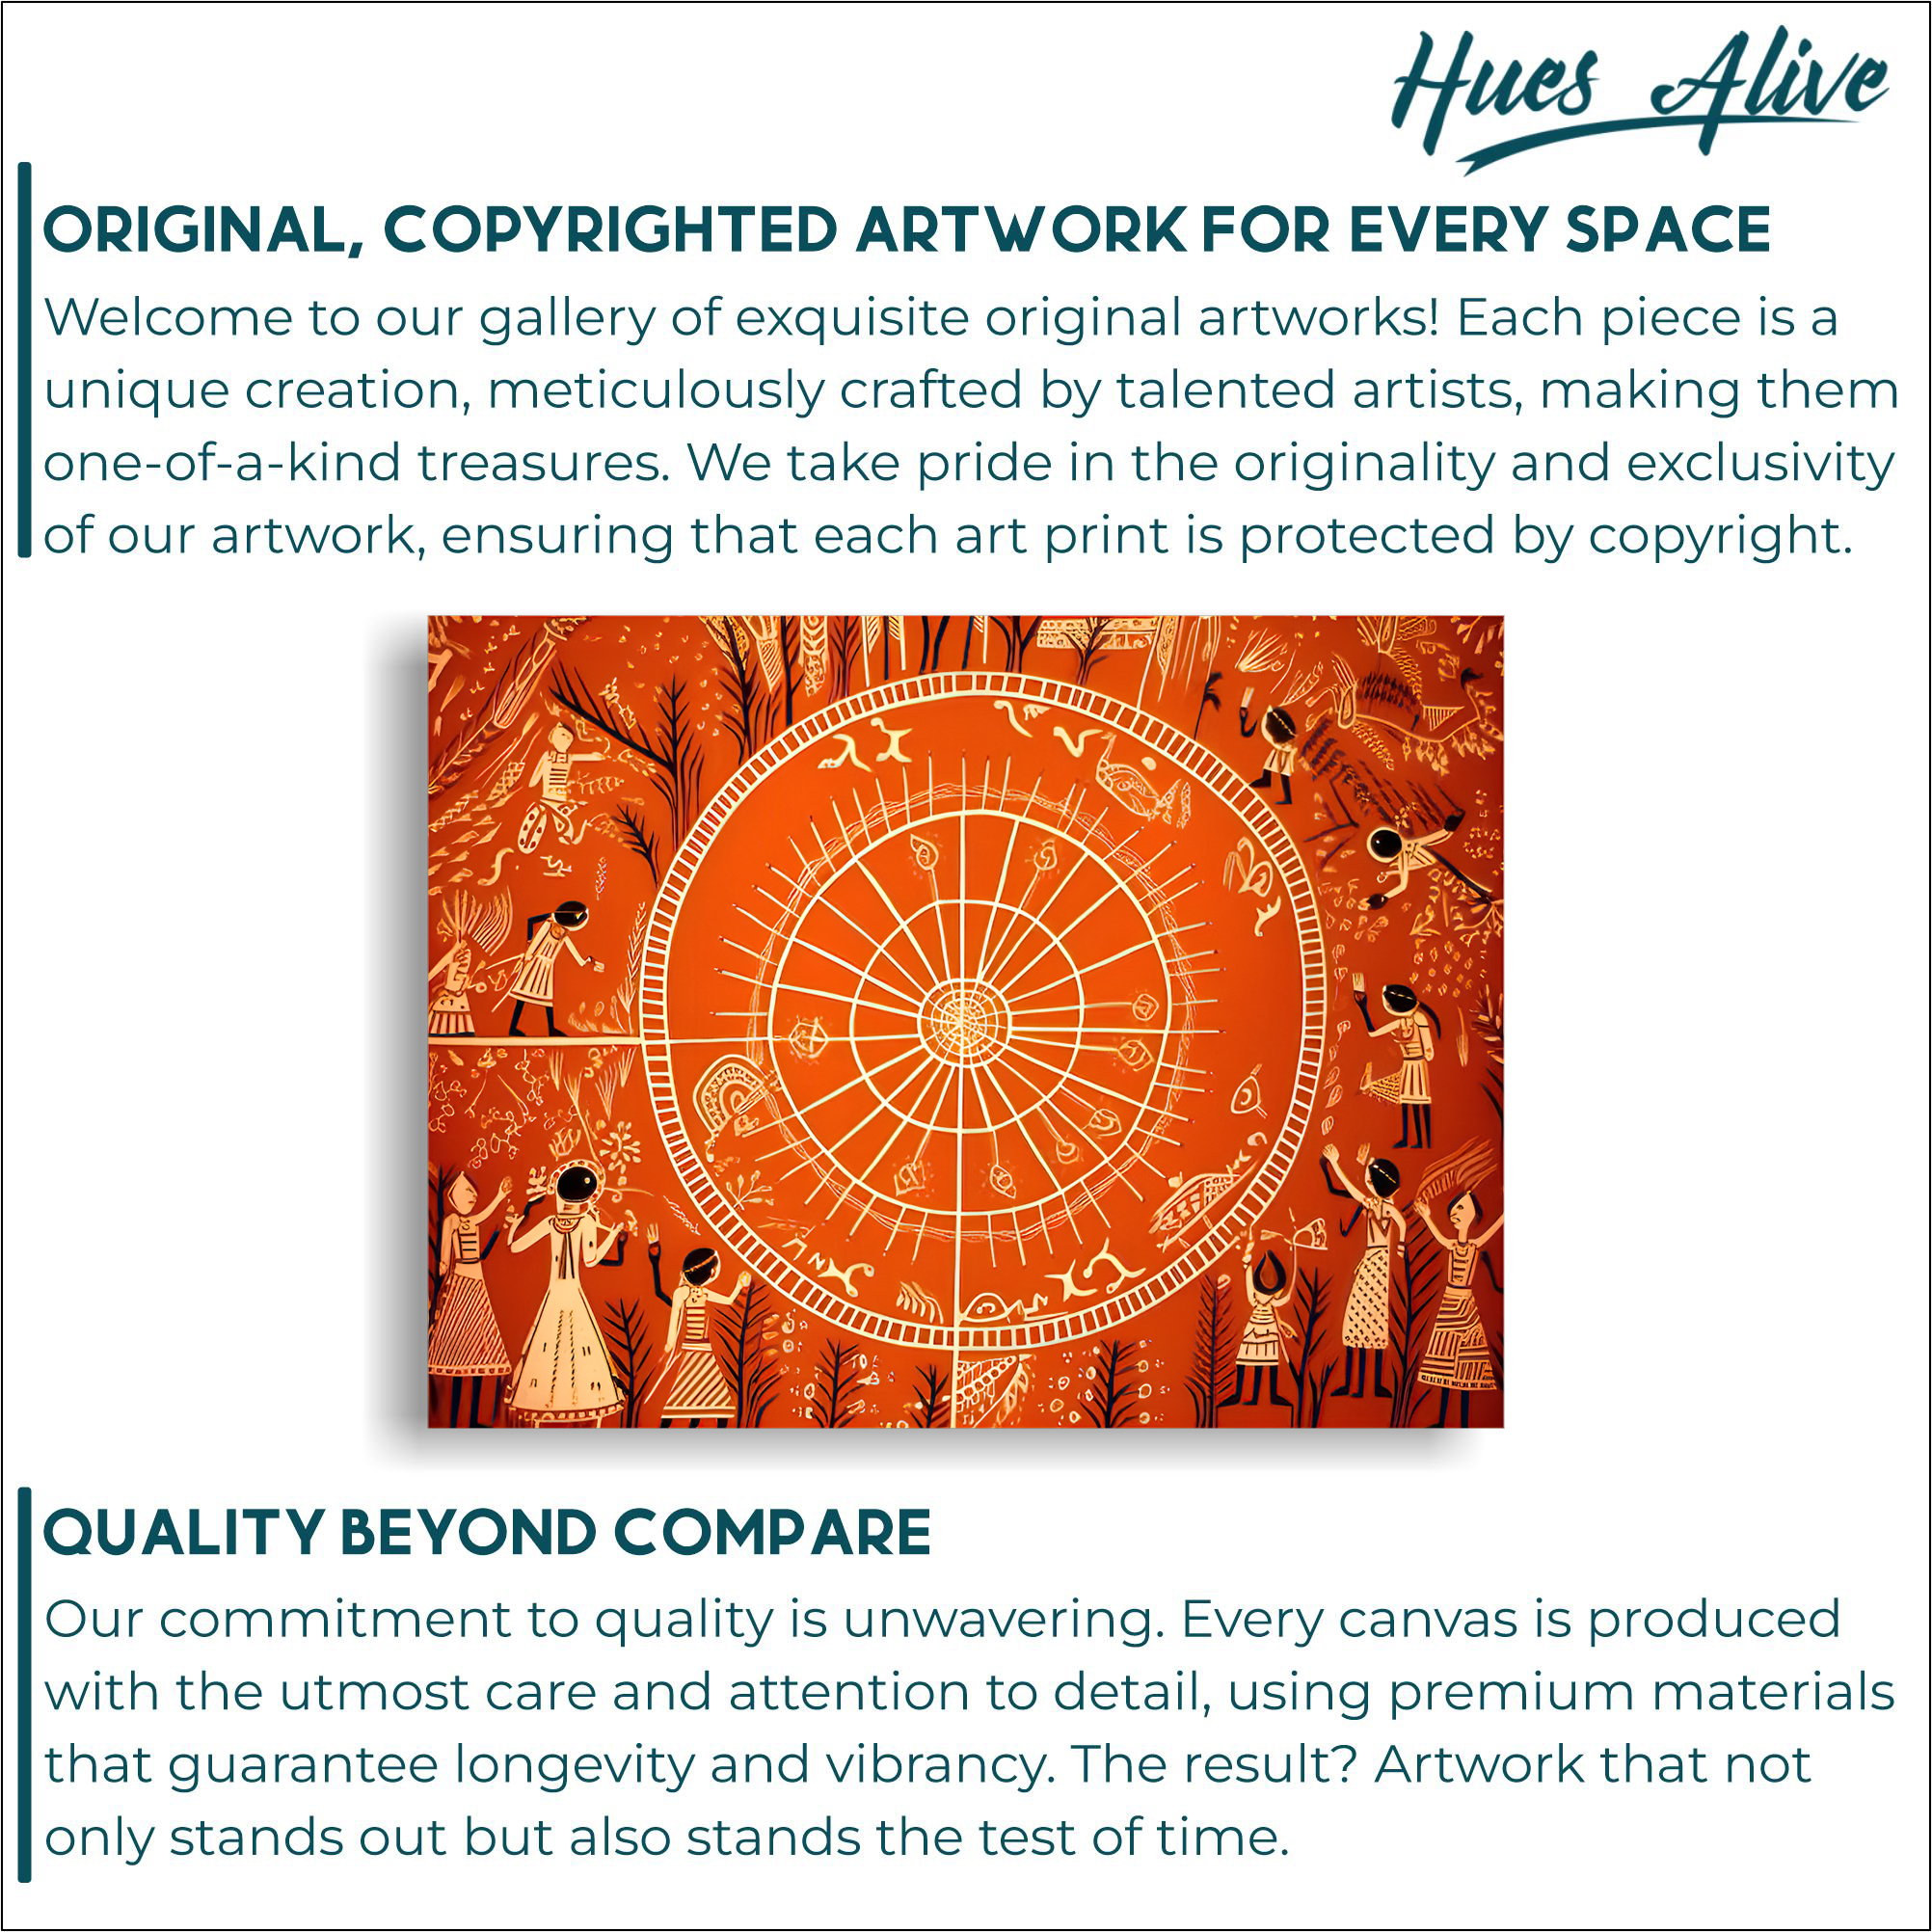 Hues Alive
ORIGINAL, COPYRIGHTED ARTWORK FOR EVERY SPACE
Welcome to our gallery of exquisite original artworks! Each piece is a
unique creation, meticulously crafted by talented artists, making them
one-of-a-kind treasures. We take pride in the originality and exclusivity
of our artwork, ensuring that each art print is protected by copyright.
QUALITY BEYOND COMPARE
Our commitment to quality is unwavering. Every canvas is produced
with the utmost care and attention to detail, using premium materials
that guarantee longevity and vibrancy. The result? Artwork that not
only stands out but also stands the test of time.